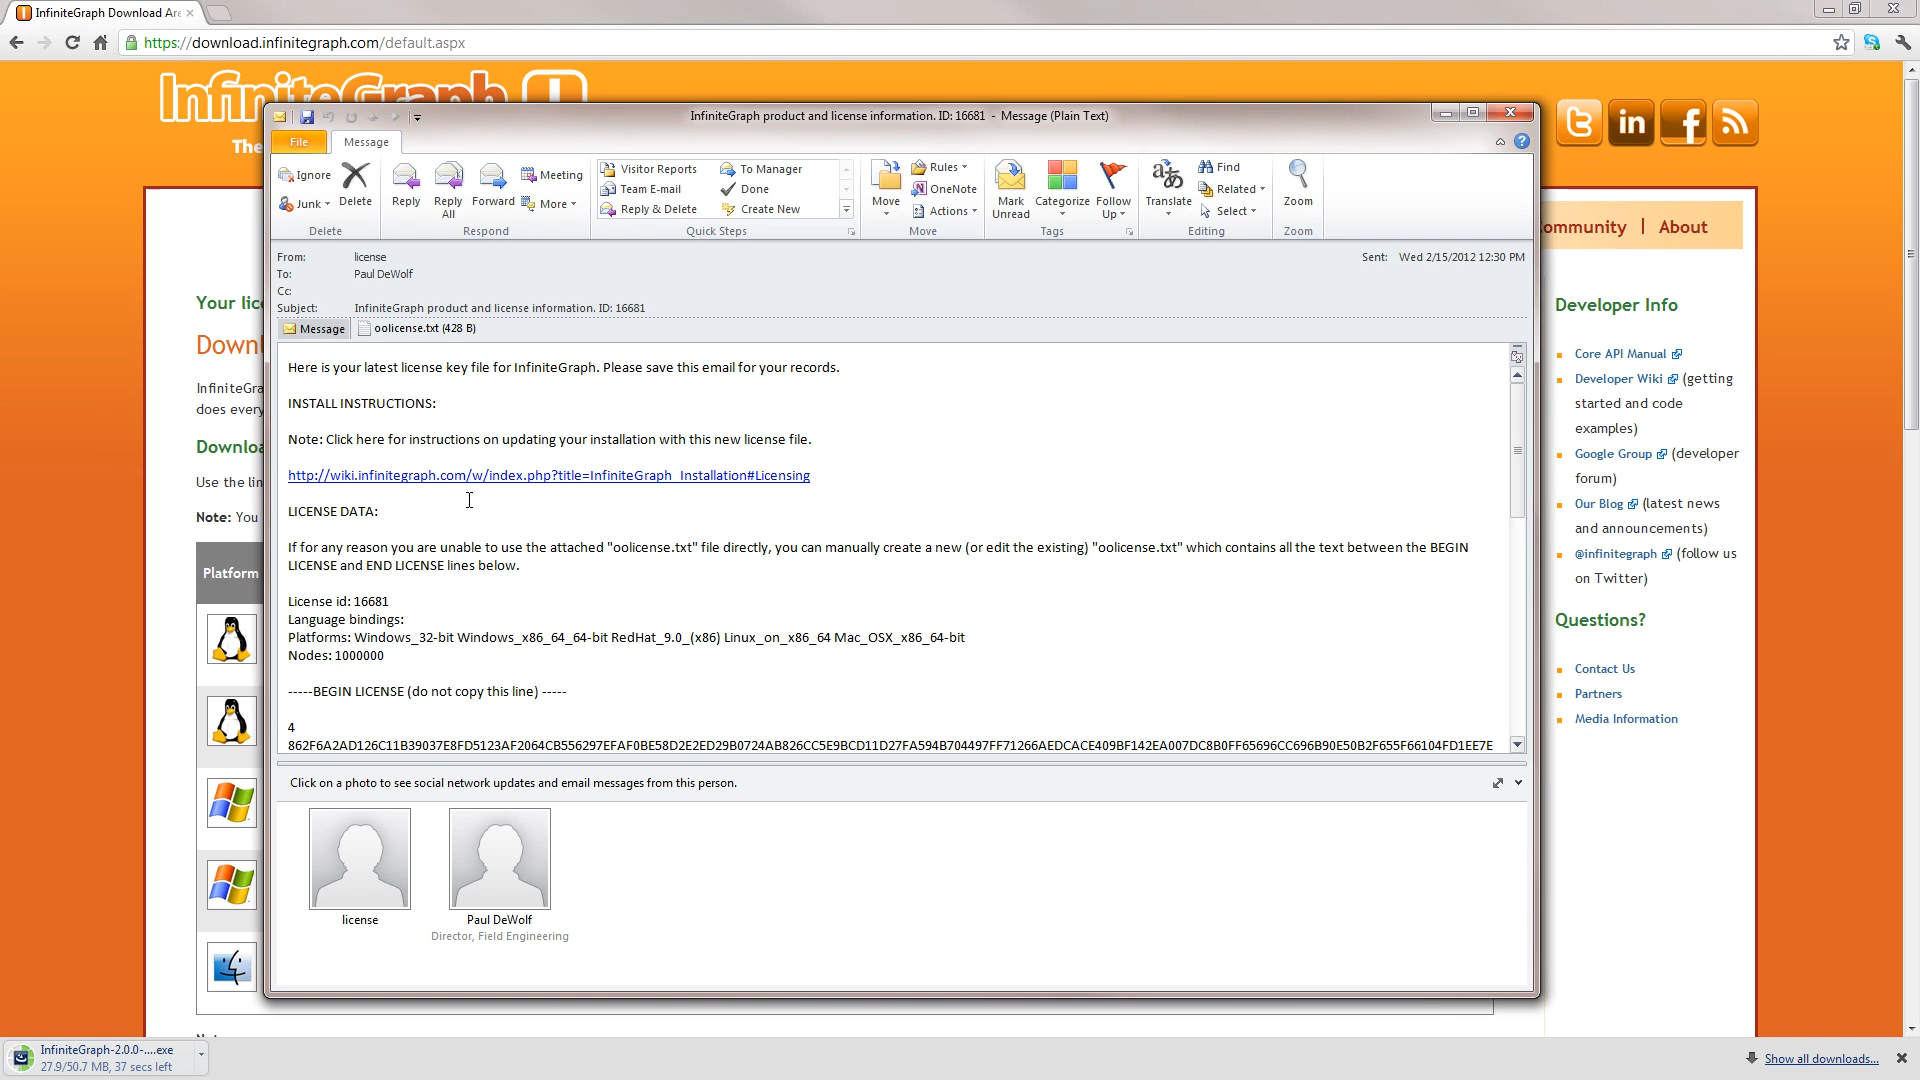 InfiniteGraph Download Are
https://download.infinitegraph.com/default.aspx
InfiniteGraph
The
ommunity | About
InfiniteGraph product and license information. ID: 16681 - Message (Plain Text)
File Message
Ignore
Junk
Delete
Delete
Reply
Reply All
Forward
Meeting
More
Respond
Visitor Reports
Team E-mail
Reply & Delete
To Manager
Done
Create New
Quick Steps
Move
Rules
OneNote
Actions
Move
Mark Unread
Categorize
Follow Up
Tags
Translate
Find
Related
Select
Editing
Zoom
Zoom
From: license
Sent: Wed 2/15/2012 12:30 PM
To: Paul DeWolf
Cc:
Subject: InfiniteGraph product and license information. ID: 16681
Message oolicense.txt (428 B)
Here is your latest license key file for InfiniteGraph. Please save this email for your records.
INSTALL INSTRUCTIONS:
Note: Click here for instructions on updating your installation with this new license file.
http://wiki.infinitegraph.com/w/index.php?title=InfiniteGraph_Installation#Licensing
LICENSE DATA:
If for any reason you are unable to use the attached "oolicense.txt" file directly, you can manually create a new (or edit the existing) "oolicense.txt" which contains all the text between the BEGIN
LICENSE and END LICENSE lines below.
License id: 16681
Language bindings:
Platforms: Windows_32-bit Windows_x86_64_64-bit RedHat_9.0_(x86) Linux_on_x86_64 Mac_OSX_x86_64-bit
Nodes: 1000000
-----BEGIN LICENSE (do not copy this line) -----
4
862F6A2AD126C11B39037E8FD5123AF2064CB556297EFAF0BE58D2E2ED29B0724AB826CC5E9BCD11D27FA594B704497FF71266AEDCACE409BF142EA007DC8B0FF65696CC696B90E50B2F655F66104FD1EE7E
Click on a photo to see social network updates and email messages from this person.
license
Paul DeWolf
Director, Field Engineering
Your lic
Downl
InfiniteGra
does every
Downloa
Use the lin
Note: You
Platform
Developer Info
Core API Manual
Developer Wiki (getting
started and code
examples)
Google Group (developer
forum)
Our Blog (latest news
and announcements)
@infinitegraph (follow us
on Twitter)
Questions?
Contact Us
Partners
Media Information
InfiniteGraph-2.0.0-....exe
27.9/50.7 MB, 37 secs left
Show all downloads...